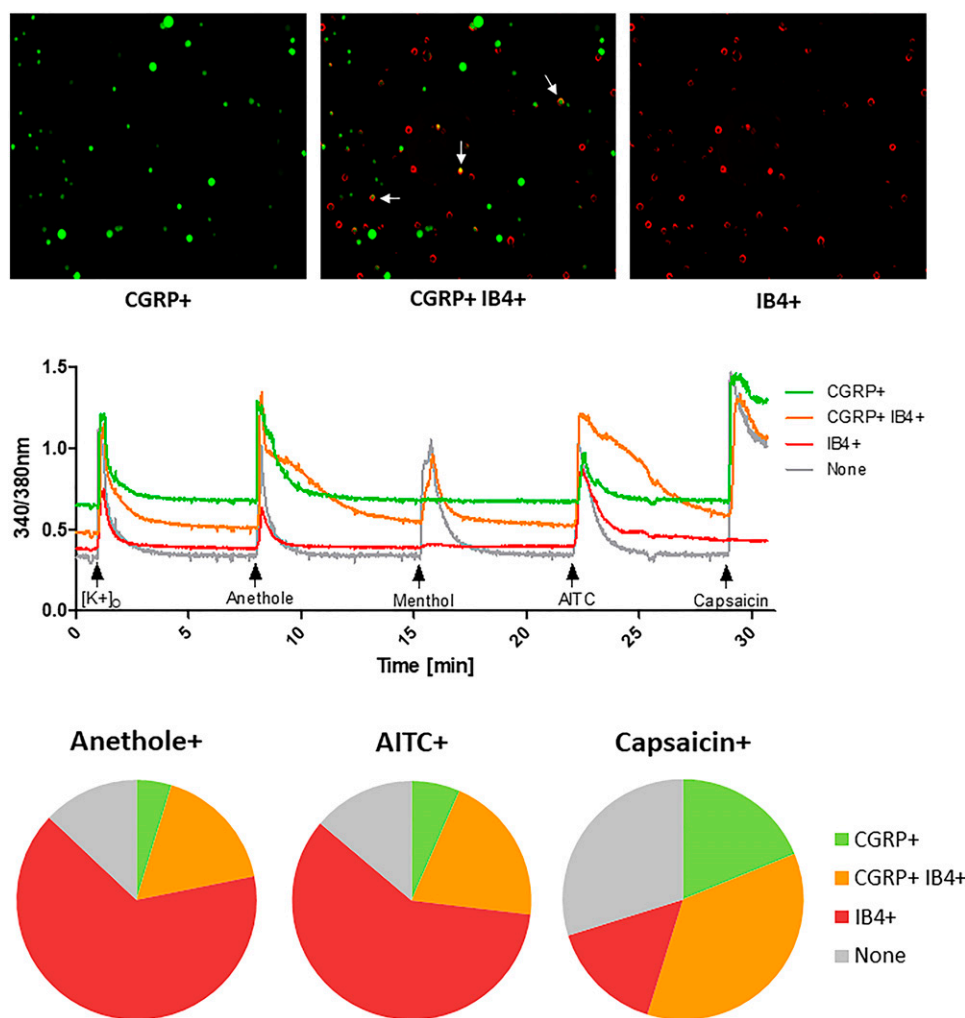 CGRP+ CGRP+ IB4+ IB4+
1.5
1.0
0.5
0.0
340/380nm
CGRP+
CGRP+ IB4+
IB4+
None
[K+]o Anethole Menthol AITC Capsaicin
0 5 10 15 20 25 30
Time [min]
Anethole+ AITC+ Capsaicin+
CGRP+
CGRP+ IB4+
IB4+
None